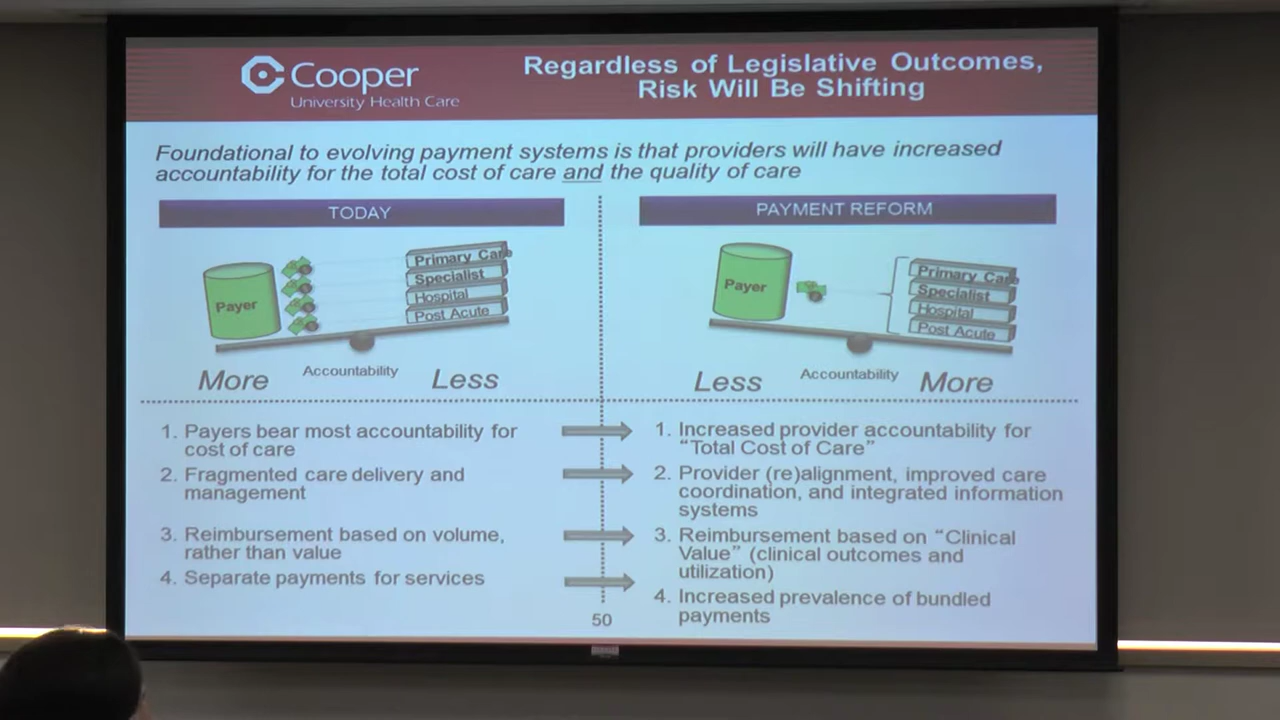 Cooper
University Health Care
Regardless of Legislative Outcomes,
Risk Will Be Shifting
Foundational to evolving payment systems is that providers will have increased
accountability for the total cost of care and the quality of care
TODAY
Payer
Primary Care
Specialist
Hospital
Post Acute
Accountability
More
Less
1. Payers bear most accountability for
cost of care
2. Fragmented care delivery and
management
3. Reimbursement based on volume,
rather than value
4. Separate payments for services
PAYMENT REFORM
Payer
Primary Care
Specialist
Hospital
Post Acute
Accountability
Less
More
1. Increased provider accountability for
“Total Cost of Care”
2. Provider (re)alignment, improved care
coordination, and integrated information
systems
3. Reimbursement based on “Clinical
Value” (clinical outcomes and
utilization)
4. Increased prevalence of bundled
payments
50